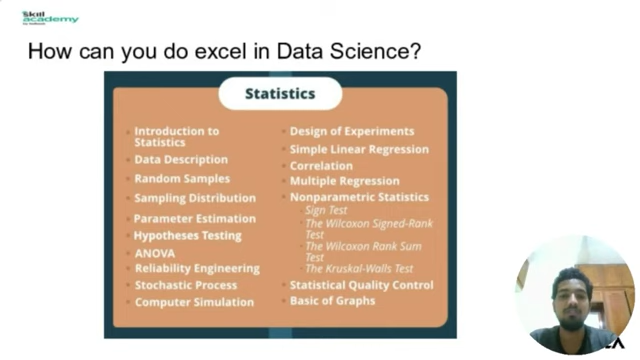 Skill
academy
How can you do excel in Data Science?
Statistics
Introduction to
Statistics
Data Description
Random Samples
Sampling Distribution
Parameter Estimation
Hypotheses Testing
ANOVA
Reliability Engineering
Stochastic Process
Computer Simulation
Design of Experiments
Simple Linear Regression
Correlation
Multiple Regression
Nonparametric Statistics
Sign Test
The Wilcoxon Signed-Rank
Test
The Wilcoxon Rank Sum
Test
The Kruskal-Walls Test
Statistical Quality Control
Basic of Graphs